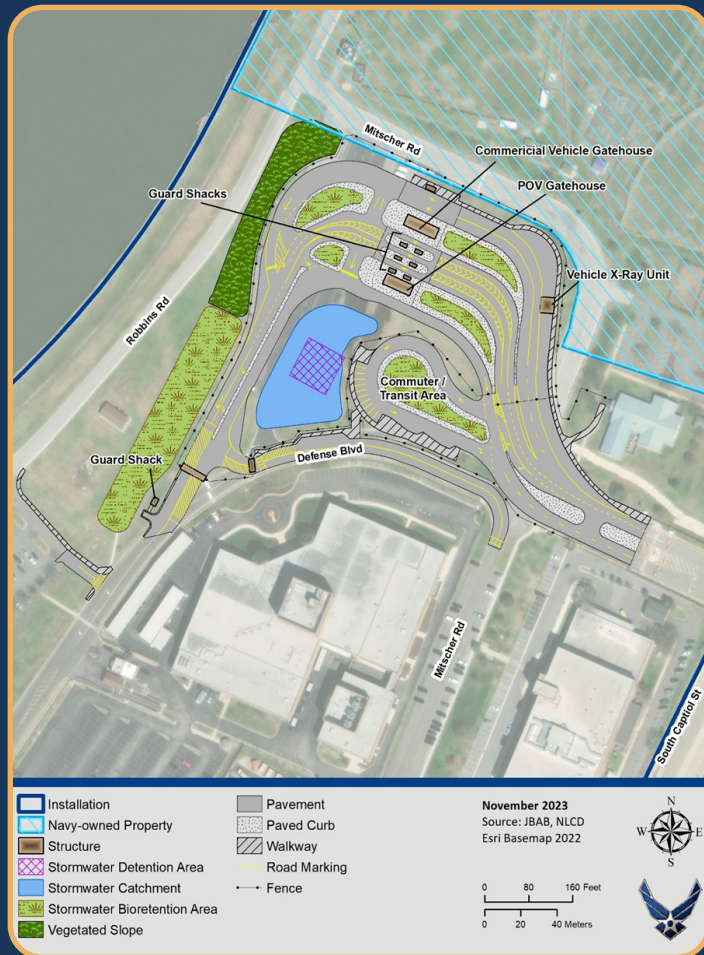 Mitscher Rd
Commericial Vehicle Gatehouse
POV Gatehouse
Guard Shacks
Vehicle X-Ray Unit
Robbins Rd
Commuter /
Transit Area
Guard Shack
Defense Blvd
Mitscher Rd
South Captiol St
Installation
Navy-owned Property
Structure
Stormwater Detention Area
Stormwater Catchment
Stormwater Bioretention Area
Vegetated Slope
Pavement
Paved Curb
Walkway
Road Marking
Fence
November 2023
Source: JBAB, NLCD
Esri Basemap 2022
0 80 160 Feet
0 20 40 Meters
N
W E
S